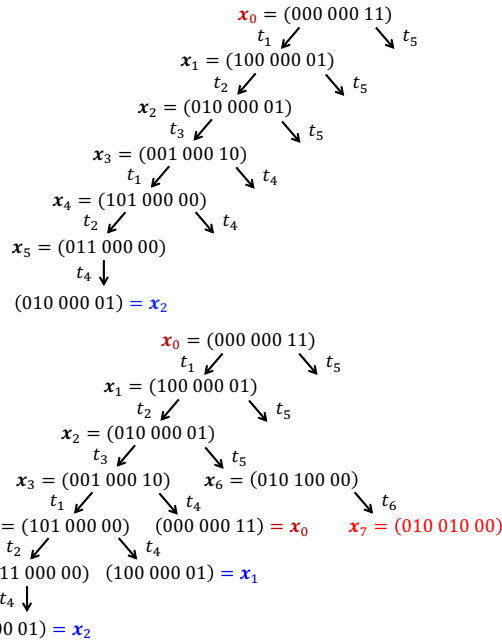 x₀ = (000 000 11)
t₁ t₅
x₁ = (100 000 01)
t₂ t₅
x₂ = (010 000 01)
t₃ t₅
x₃ = (001 000 10)
t₁ t₄
x₄ = (101 000 00)
t₂ t₄
x₅ = (011 000 00)
t₄
(010 000 01) = x₂
x₀ = (000 000 11)
t₁ t₅
x₁ = (100 000 01)
t₂ t₅
x₂ = (010 000 01)
t₃ t₅
x₃ = (001 000 10) x₆ = (010 100 00)
t₁ t₄ t₆
= (101 000 00) (000 000 11) = x₀ x₇ = (010 010 00)
t₂ t₄
11 000 00) (100 000 01) = x₁
t₄
00 01) = x₂